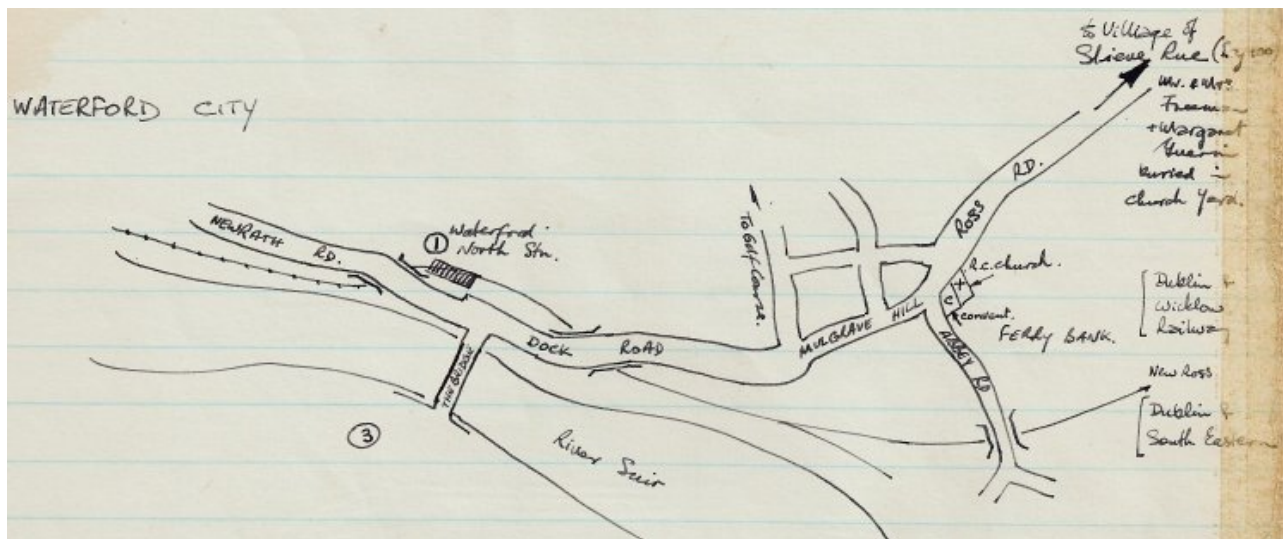 to Village of
Slieve Rue
Mr. & Mrs
Freeman
+ Margaret
buried in
church Yard.
WATERFORD CITY
NEWRATH
RD.
1 Waterford
North Stn.
To Golf Course.
ROSS
RD.
R.C. Church.
C
convent.
FERRY BANK.
Dublin &
Wicklow
Railway
MULGRAVE HILL
DOCK ROAD
ABBEY RD
THE BRIDGE
3
River Suir
New Ross
Dublin &
South Eastern